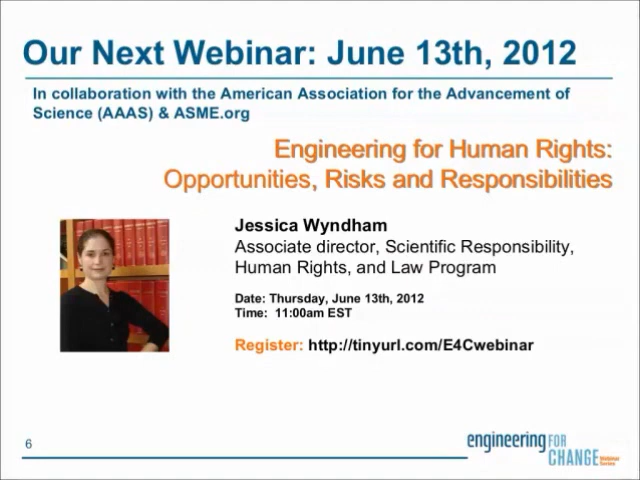 Our Next Webinar: June 13th, 2012
In collaboration with the American Association for the Advancement of
Science (AAAS) & ASME.org
Engineering for Human Rights:
Opportunities, Risks and Responsibilities
Jessica Wyndham
Associate director, Scientific Responsibility,
Human Rights, and Law Program
Date: Thursday, June 13th, 2012
Time: 11:00am EST
Register: http://tinyurl.com/E4Cwebinar
6
engineering FOR
CHANGE Webinar
Series